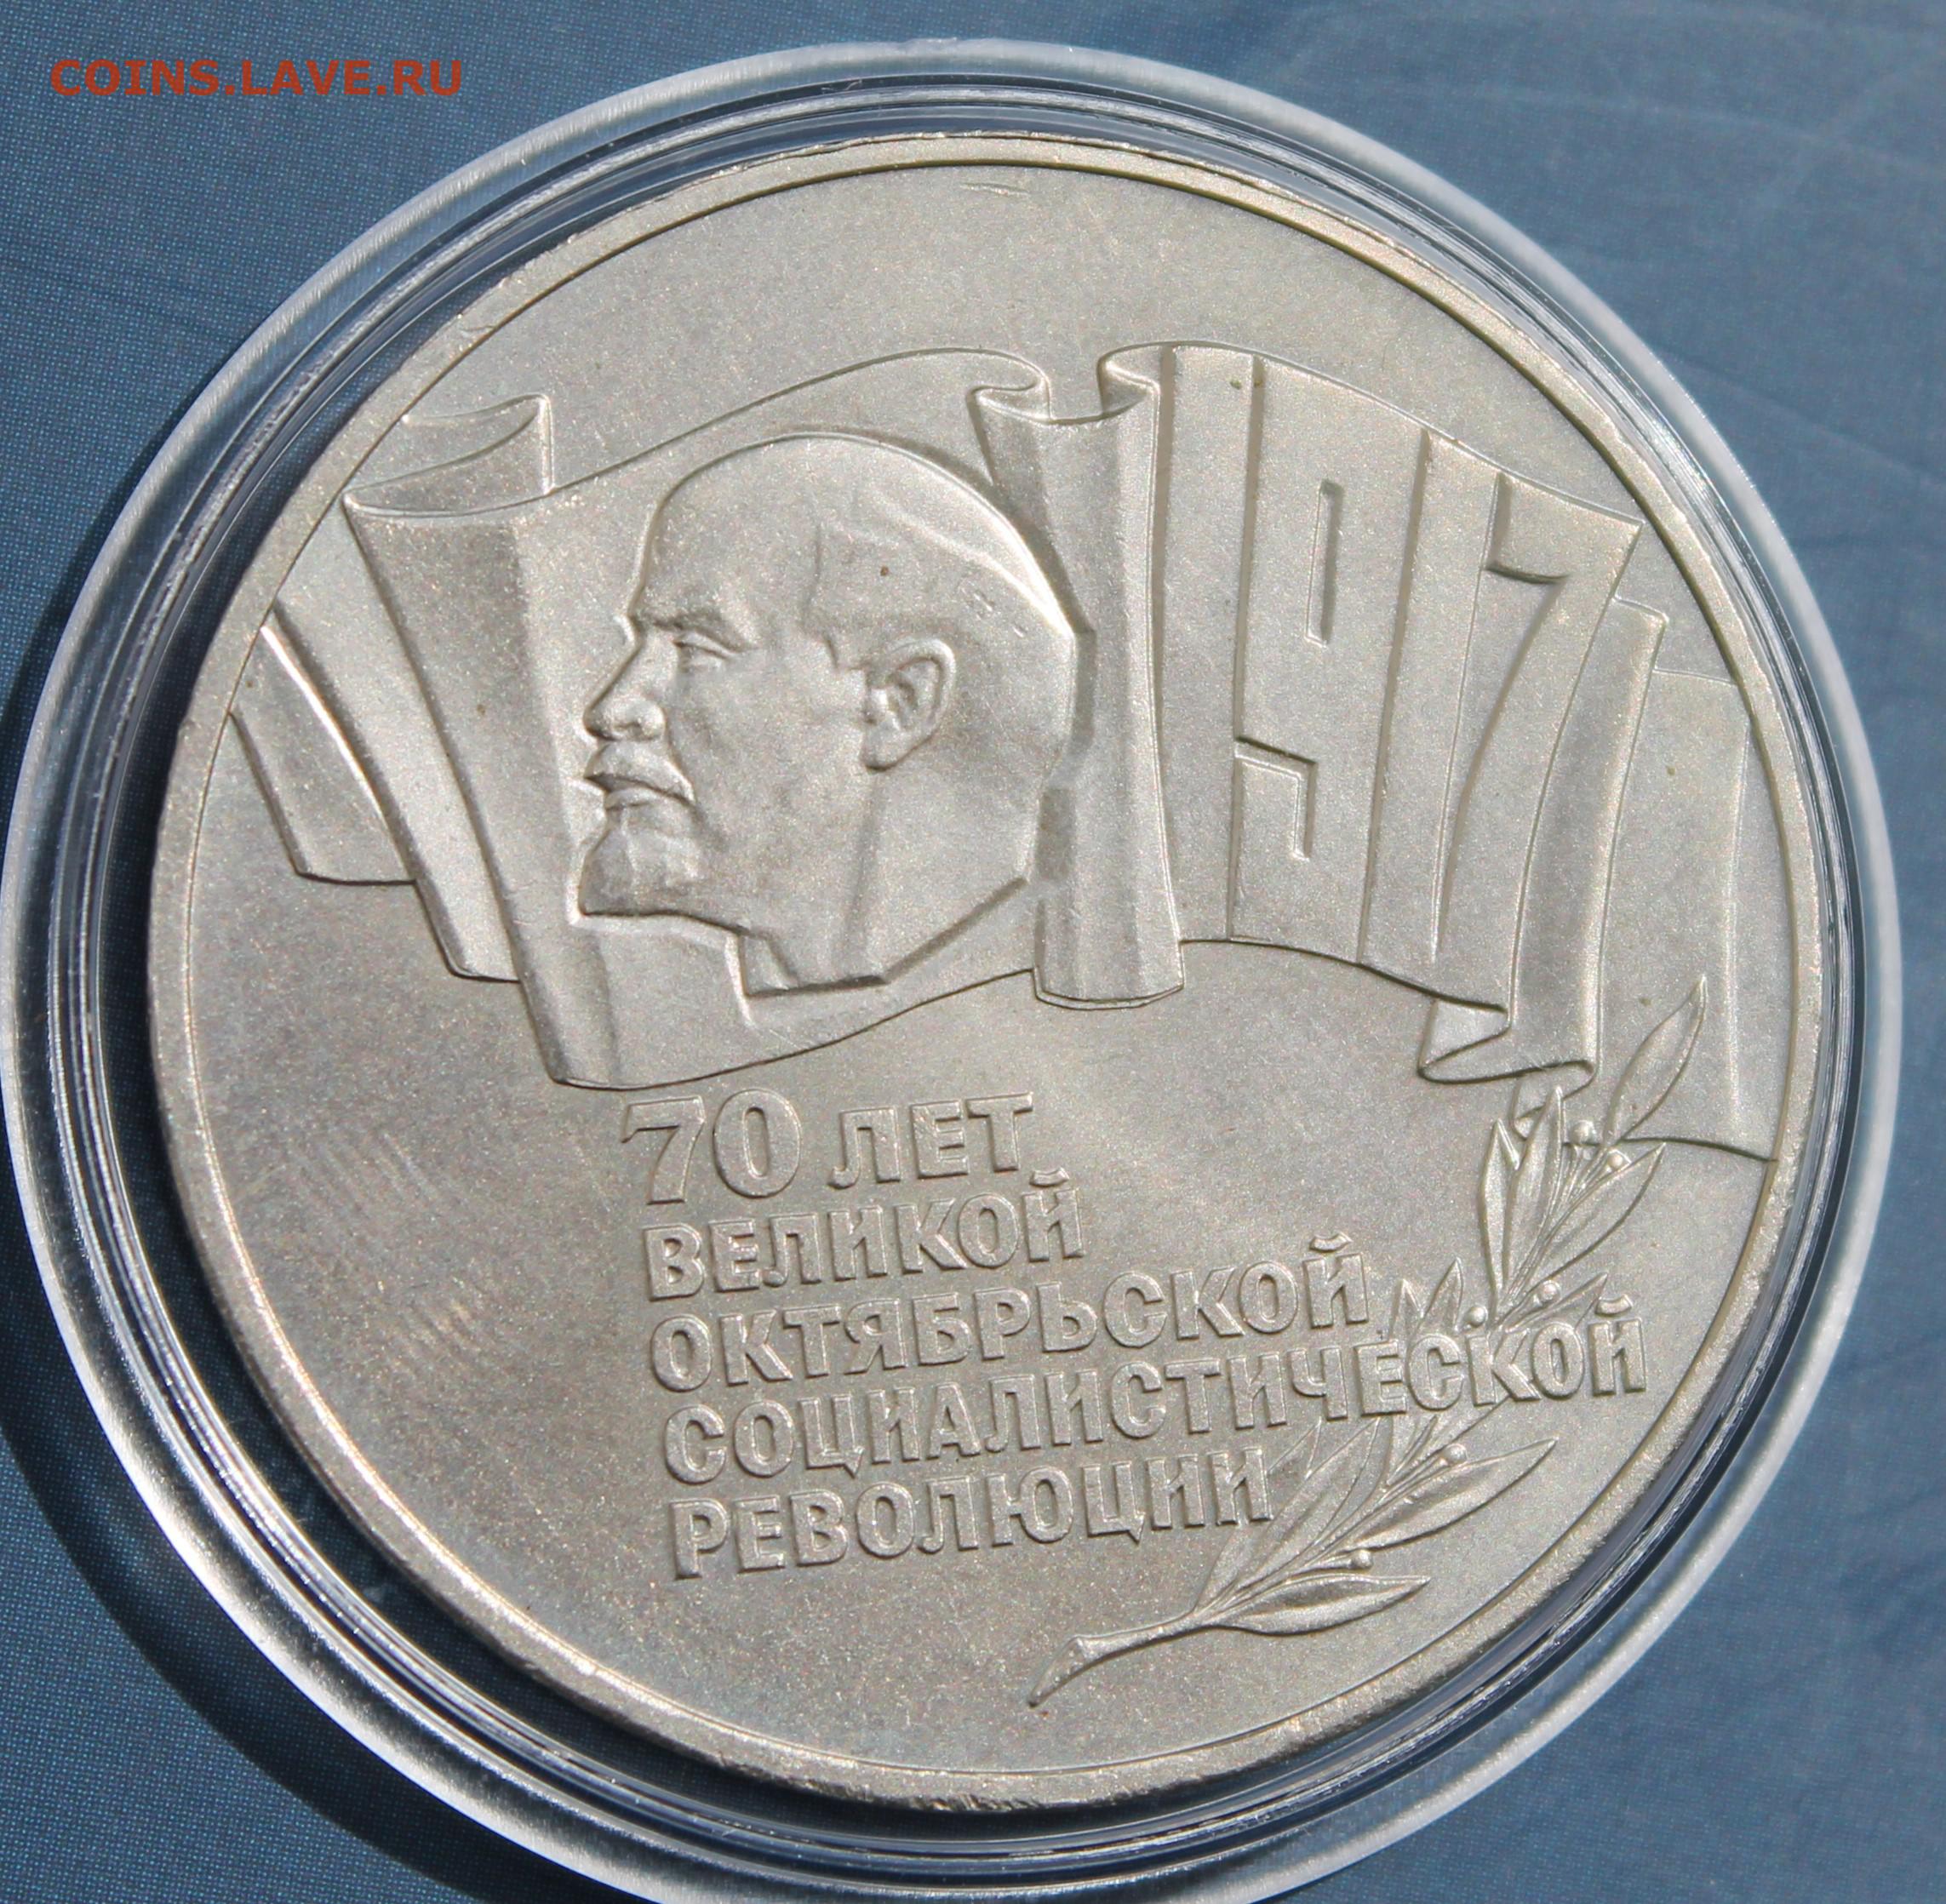 COINS.LAVE.RU
1917
70 ЛЕТ
ВЕЛИКОЙ
ОКТЯБРЬСКОЙ
СОЦИАЛИСТИЧЕСКОЙ
РЕВОЛЮЦИИ